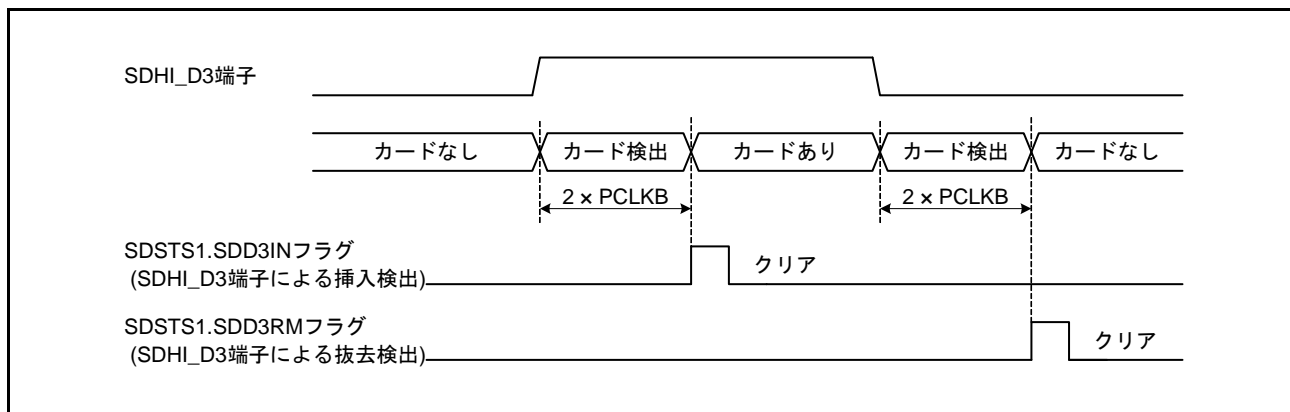 SDHI_D3端子
カードなし カード検出 カードあり カード検出 カードなし
2 × PCLKB 2 × PCLKB
SDSTS1.SDD3INフラグ
(SDHI_D3端子による挿入検出)
クリア
SDSTS1.SDD3RMフラグ
(SDHI_D3端子による抜去検出)
クリア